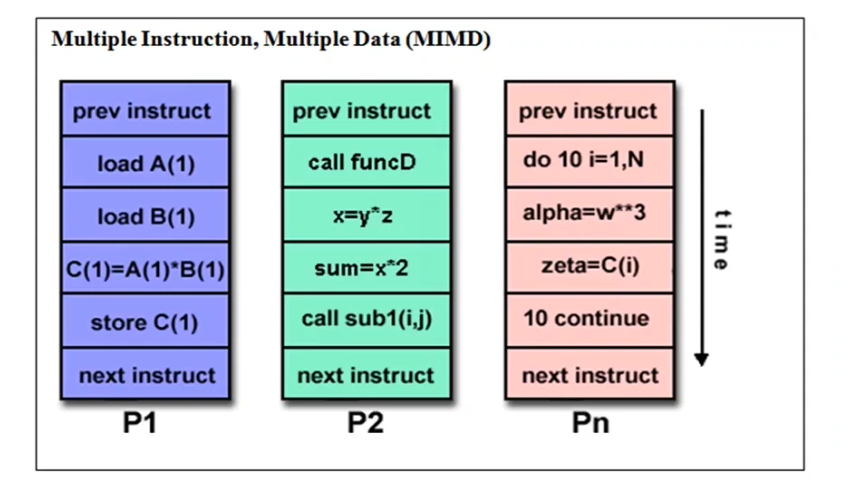 Multiple Instruction, Multiple Data (MIMD)
prev instruct
load A(1)
load B(1)
C(1)=A(1)*B(1)
store C(1)
next instruct
P1
prev instruct
call funcD
x=y*z
sum=x*2
call sub1(i,j)
next instruct
P2
prev instruct
do 10 i=1,N
alpha=w**3
zeta=C(i)
10 continue
next instruct
Pn
time